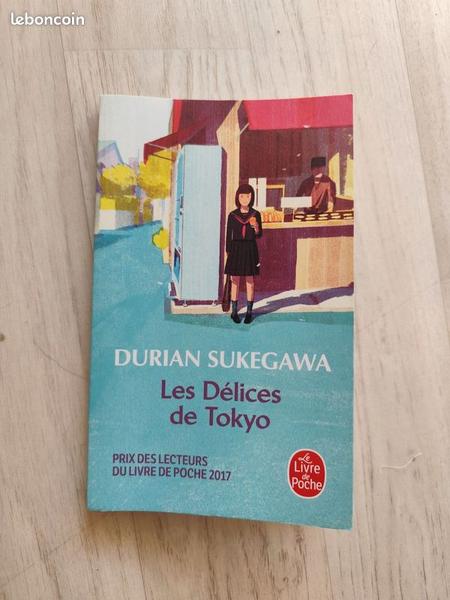 leboncoin
DURIAN SUKEGAWA
Les Délices
de Tokyo
PRIX DES LECTEURS
DU LIVRE DE POCHE 2017
Le
Livre
de
Poche